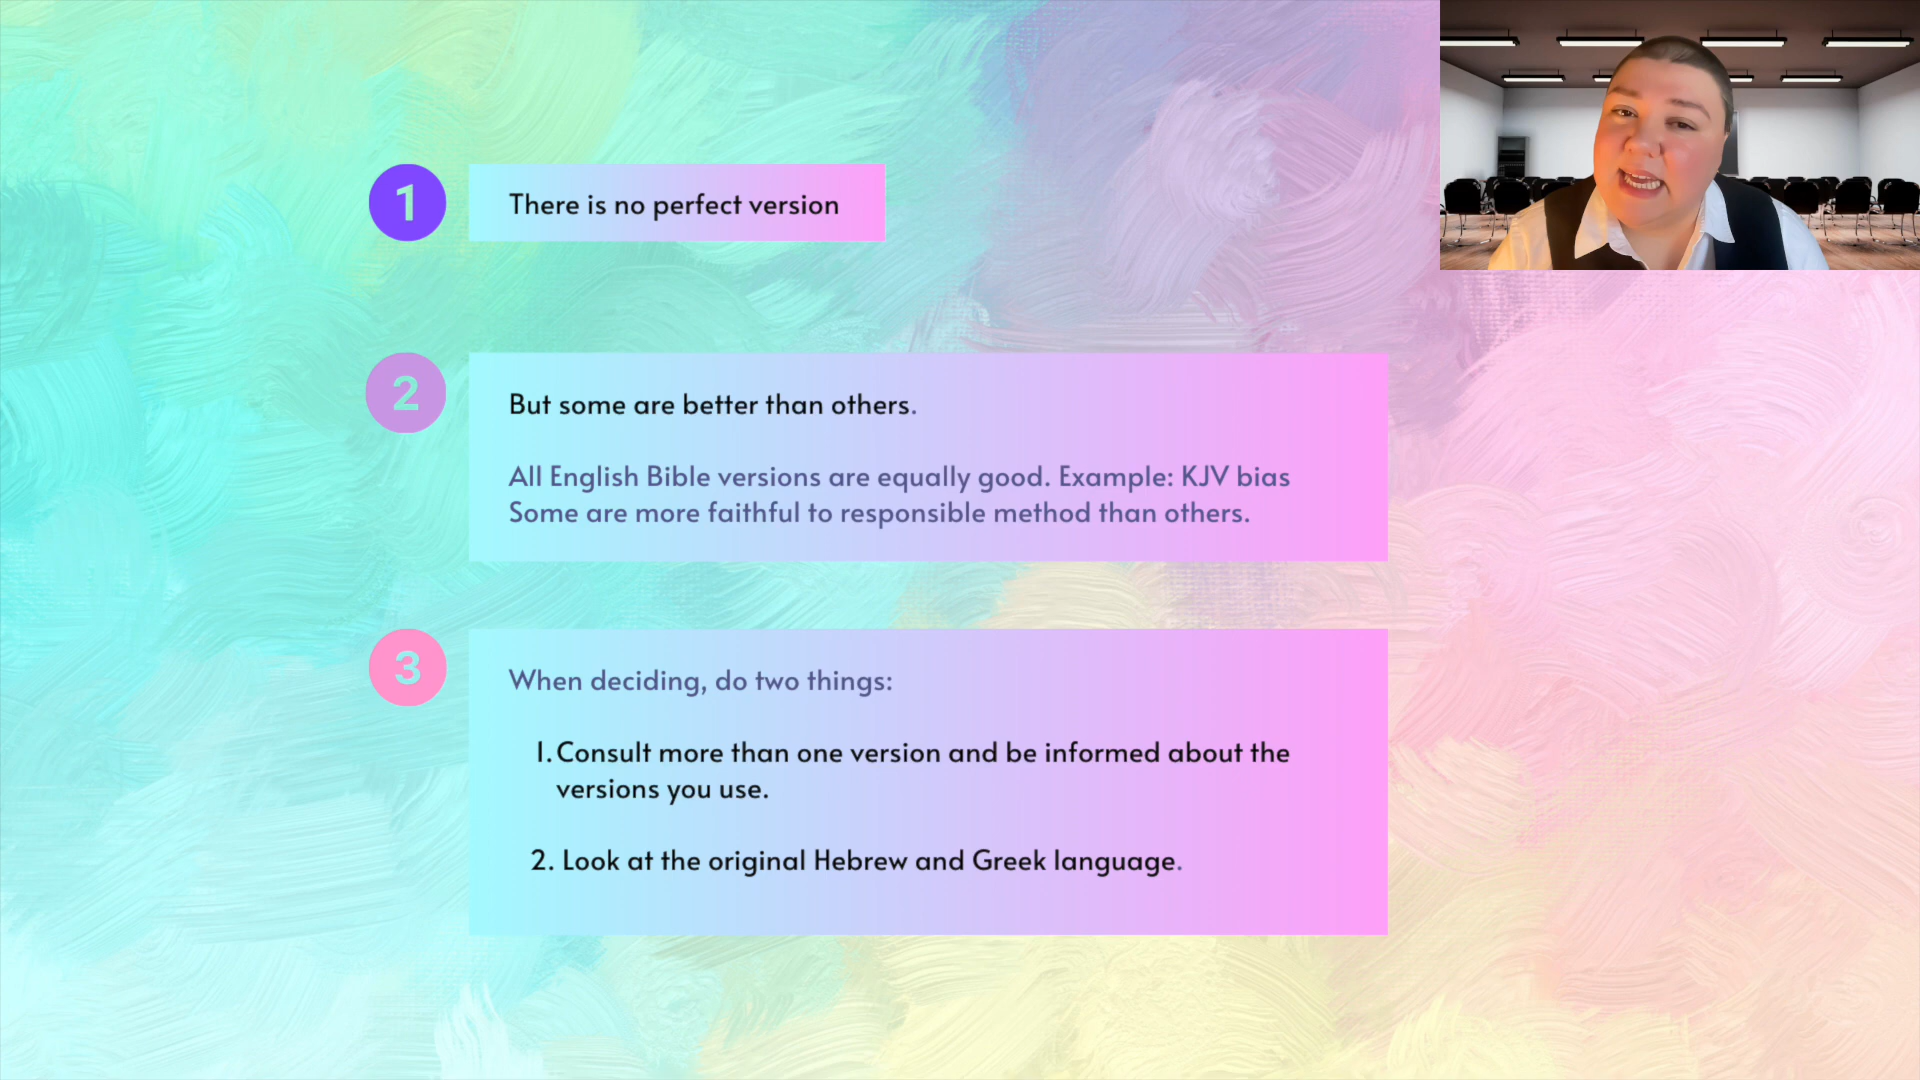 1
There is no perfect version
2
But some are better than others.
All English Bible versions are equally good. Example: KJV bias
Some are more faithful to responsible method than others.
3
When deciding, do two things:
1. Consult more than one version and be informed about the
versions you use.
2. Look at the original Hebrew and Greek language.